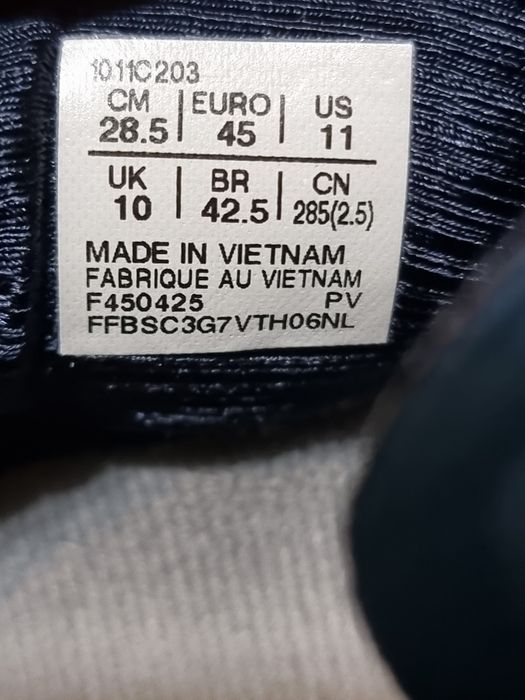 1011C203
CM | EURO | US
28.5 | 45 | 11
UK | BR | CN
10 | 42.5 | 285(2.5)
MADE IN VIETNAM
FABRIQUE AU VIETNAM
F450425 PV
FFBSC3G7VTH06NL